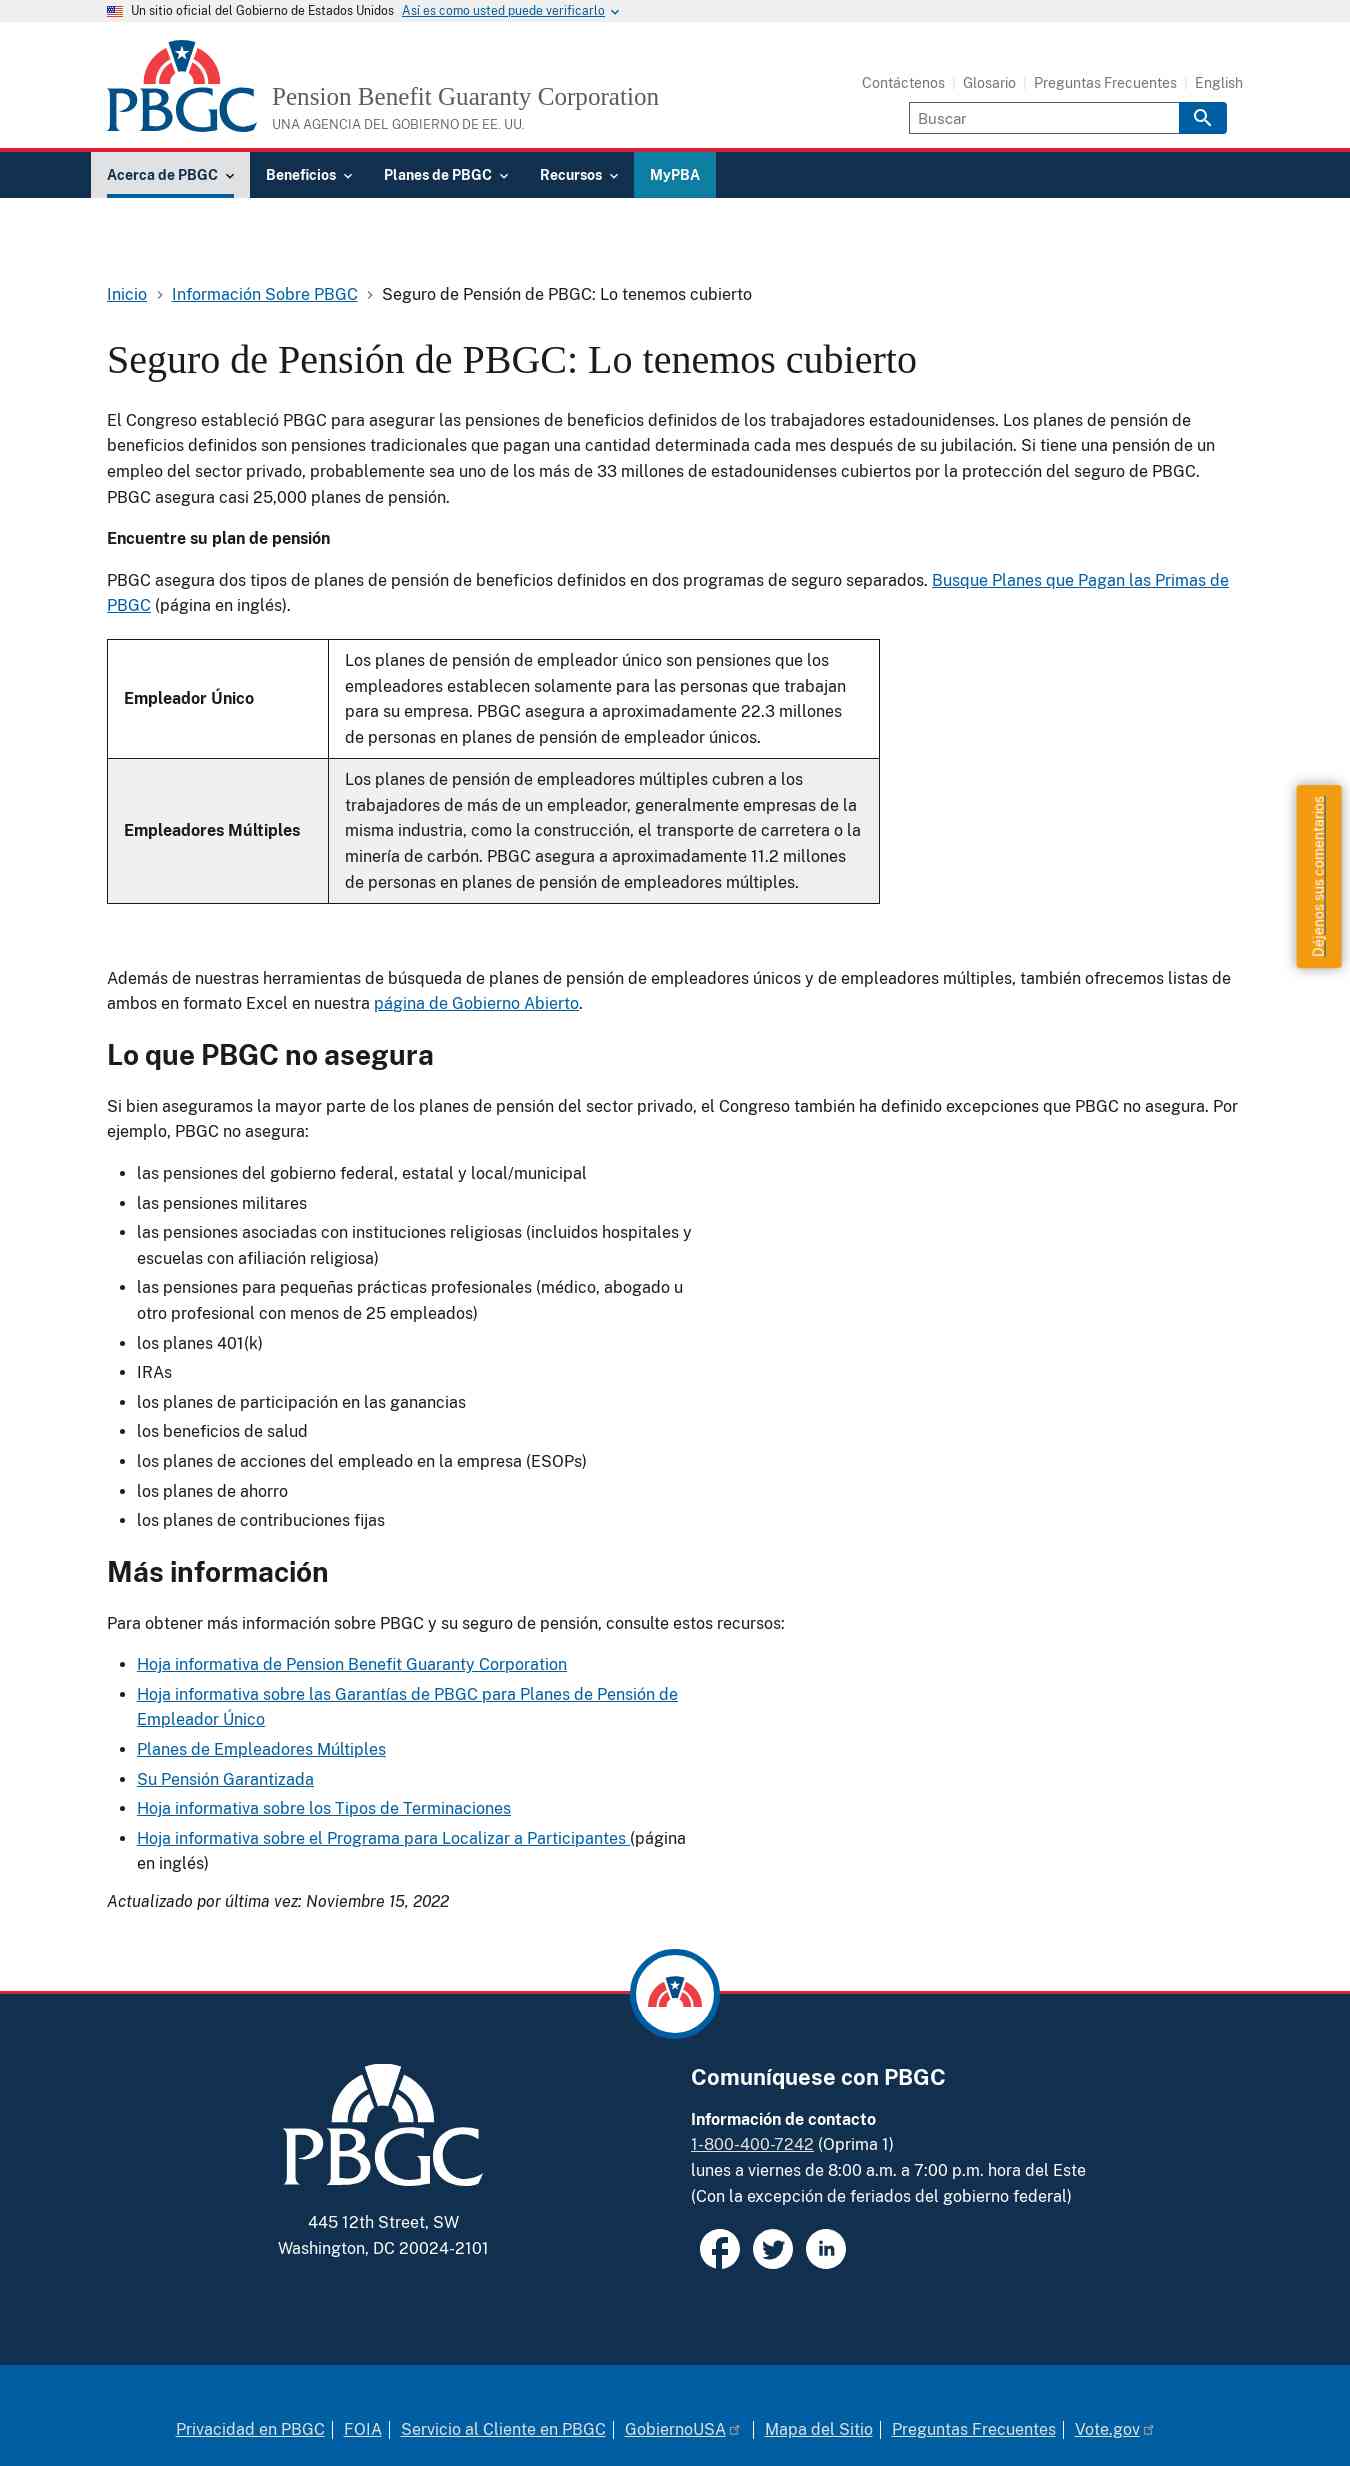 Un sitio oficial del Gobierno de Estados Unidos Así es como usted puede verificarlo
PBGC
Pension Benefit Guaranty Corporation
UNA AGENCIA DEL GOBIERNO DE EE. UU.
Contáctenos Glosario Preguntas Frecuentes English
Buscar
Acerca de PBGC Beneficios Planes de PBGC Recursos MyPBA
Inicio Información Sobre PBGC Seguro de Pensión de PBGC: Lo tenemos cubierto
Seguro de Pensión de PBGC: Lo tenemos cubierto
El Congreso estableció PBGC para asegurar las pensiones de beneficios definidos de los trabajadores estadounidenses. Los planes de pensión de
beneficios definidos son pensiones tradicionales que pagan una cantidad determinada cada mes después de su jubilación. Si tiene una pensión de un
empleo del sector privado, probablemente sea uno de los más de 33 millones de estadounidenses cubiertos por la protección del seguro de PBGC.
PBGC asegura casi 25,000 planes de pensión.
Encuentre su plan de pensión
PBGC asegura dos tipos de planes de pensión de beneficios definidos en dos programas de seguro separados. Busque Planes que Pagan las Primas de
PBGC (página en inglés).
Empleador Único
Los planes de pensión de empleador único son pensiones que los
empleadores establecen solamente para las personas que trabajan
para su empresa. PBGC asegura a aproximadamente 22.3 millones
de personas en planes de pensión de empleador únicos.
Empleadores Múltiples
Los planes de pensión de empleadores múltiples cubren a los
trabajadores de más de un empleador, generalmente empresas de la
misma industria, como la construcción, el transporte de carretera o la
minería de carbón. PBGC asegura a aproximadamente 11.2 millones
de personas en planes de pensión de empleadores múltiples.
Déjenos sus comentarios
Además de nuestras herramientas de búsqueda de planes de pensión de empleadores únicos y de empleadores múltiples, también ofrecemos listas de
ambos en formato Excel en nuestra página de Gobierno Abierto.
Lo que PBGC no asegura
Si bien aseguramos la mayor parte de los planes de pensión del sector privado, el Congreso también ha definido excepciones que PBGC no asegura. Por
ejemplo, PBGC no asegura:
las pensiones del gobierno federal, estatal y local/municipal
las pensiones militares
las pensiones asociadas con instituciones religiosas (incluidos hospitales y
escuelas con afiliación religiosa)
las pensiones para pequeñas prácticas profesionales (médico, abogado u
otro profesional con menos de 25 empleados)
los planes 401(k)
IRAs
los planes de participación en las ganancias
los beneficios de salud
los planes de acciones del empleado en la empresa (ESOPs)
los planes de ahorro
los planes de contribuciones fijas
Más información
Para obtener más información sobre PBGC y su seguro de pensión, consulte estos recursos:
Hoja informativa de Pension Benefit Guaranty Corporation
Hoja informativa sobre las Garantías de PBGC para Planes de Pensión de
Empleador Único
Planes de Empleadores Múltiples
Su Pensión Garantizada
Hoja informativa sobre los Tipos de Terminaciones
Hoja informativa sobre el Programa para Localizar a Participantes (página
en inglés)
Actualizado por última vez: Noviembre 15, 2022
PBGC
445 12th Street, SW
Washington, DC 20024-2101
Comuníquese con PBGC
Información de contacto
1-800-400-7242 (Oprima 1)
lunes a viernes de 8:00 a.m. a 7:00 p.m. hora del Este
(Con la excepción de feriados del gobierno federal)
in
Privacidad en PBGC FOIA Servicio al Cliente en PBGC GobiernoUSA Mapa del Sitio Preguntas Frecuentes Vote.gov